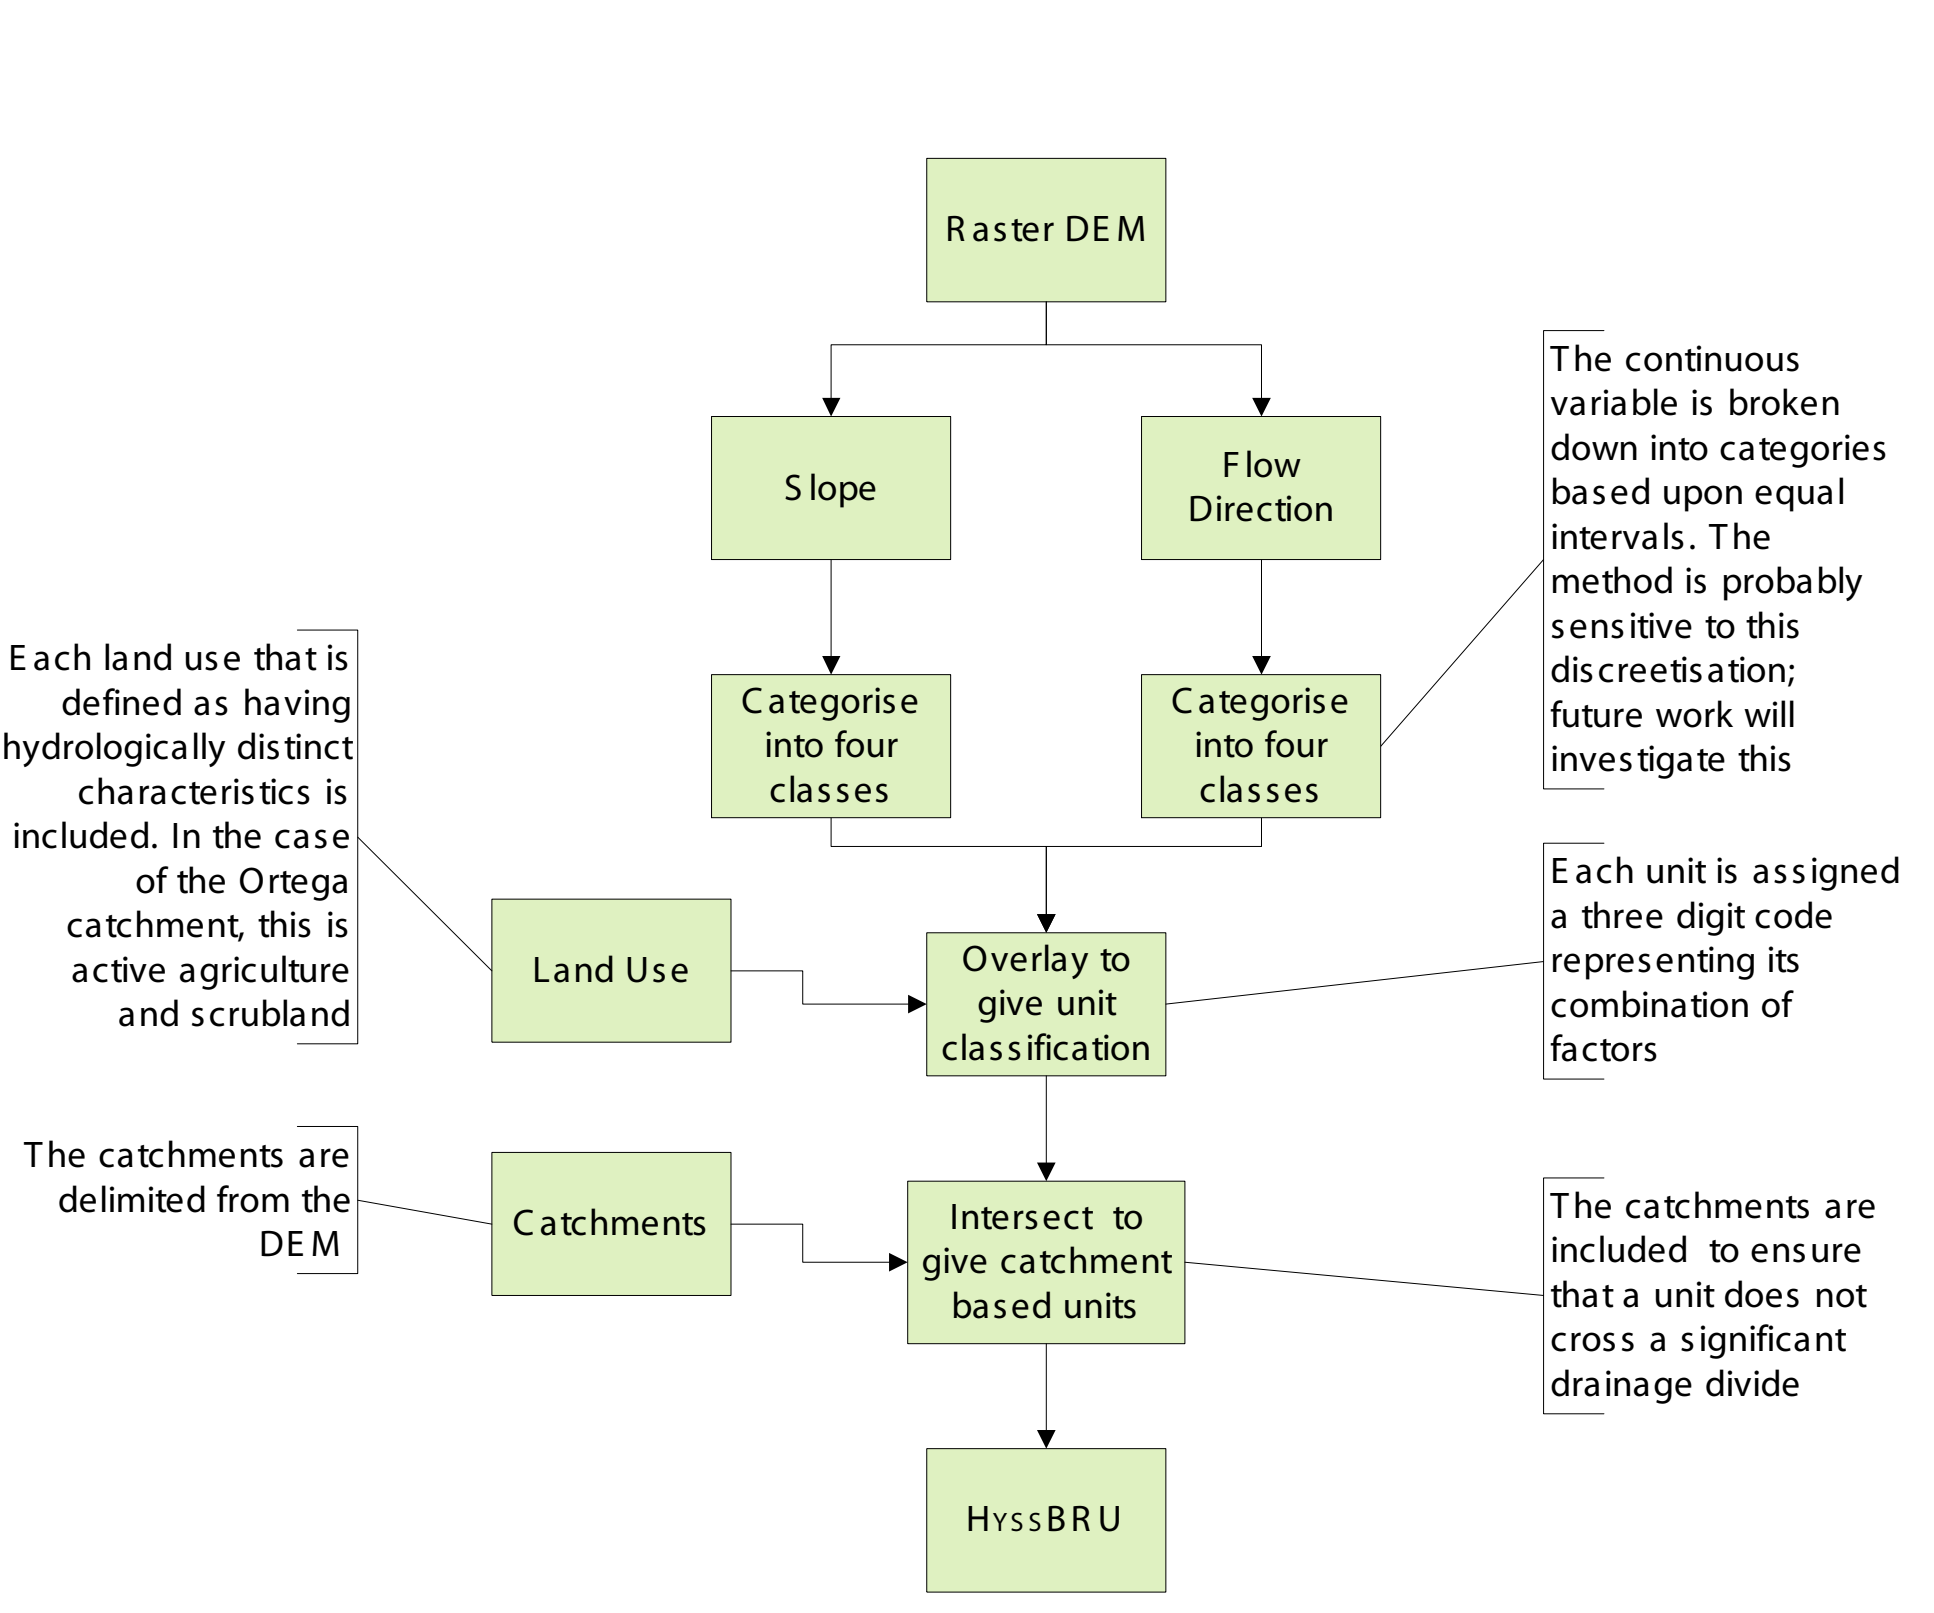 Raster DEM
Slope
Flow
Direction
The continuous
variable is broken
down into categories
based upon equal
intervals. The
method is probably
sensitive to this
discreetisation;
future work will
investigate this
Categorise
into four
classes
Categorise
into four
classes
Each land use that is
defined as having
hydrologically distinct
characteristics is
included. In the case
of the Ortega
catchment, this is
active agriculture
and scrubland
Land Use
Overlay to
give unit
classification
Each unit is assigned
a three digit code
representing its
combination of
factors
The catchments are
delimited from the
DEM
Catchments
Intersect to
give catchment
based units
The catchments are
included to ensure
that a unit does not
cross a significant
drainage divide
HYSSBRU